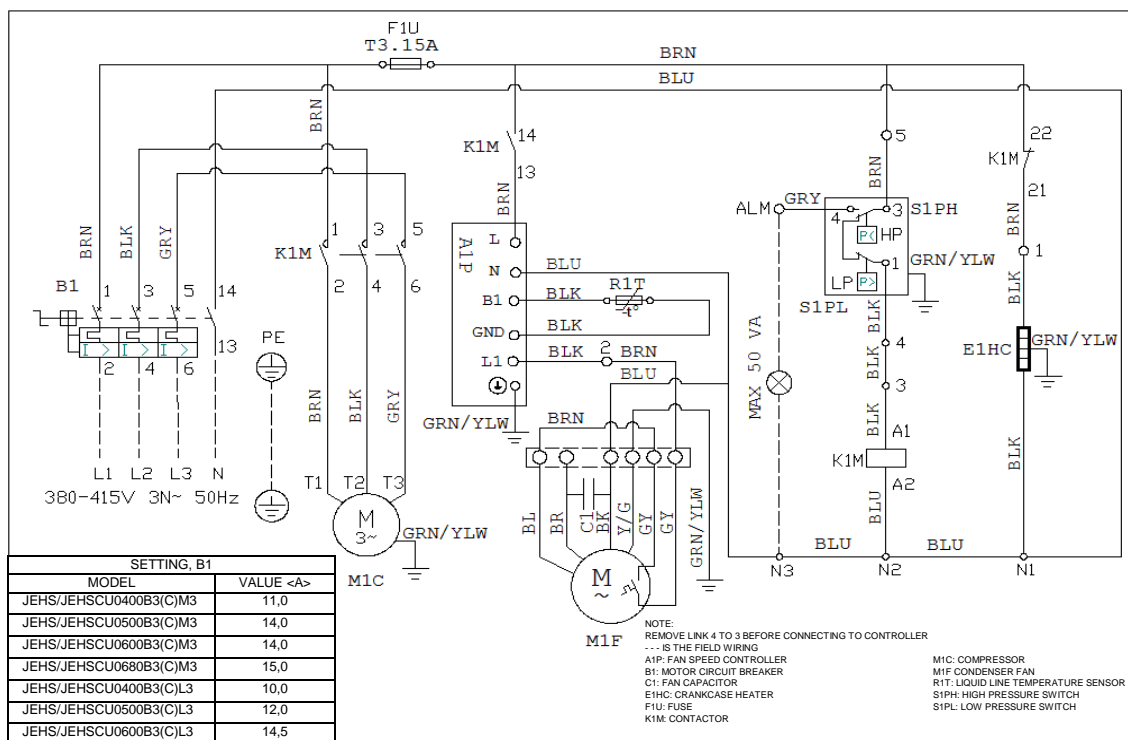 F1U
T3.15A
BRN
BLU
BRN
K1M
14
13
BRN
5
BRN
22
K1M
21
BRN
1
BRN
BLK
GRY
B1
1
3
5
14
13
I >
I >
I >
2
4
6
L1
L2
L3
N
380-415V 3N~ 50Hz
PE
K1M
1
3
5
2
4
6
BRN
BLK
GRY
T1
T2
T3
M
3~
GRN/YLW
M1C
A1P
L
N
B1
GND
L1
BLU
BLK
R1T
-t°
BLK
BLK
2
BRN
BLU
GRN/YLW
BRN
BL
BR
C1
BK
Y/G
GY
GY
GRN/YLW
M
~
M1F
ALM
GRY
4
3
S1PH
P<
HP
1
LP
P>
S1PL
GRN/YLW
MAX 50 VA
BLK
4
BLK
3
BLK
A1
K1M
A2
BLU
BLK
E1HC
GRN/YLW
BLK
BLU
BLU
N3
N2
N1
SETTING, B1
MODEL VALUE <A>
JEHS/JEHSCU0400B3(C)M3 11,0
JEHS/JEHSCU0500B3(C)M3 14,0
JEHS/JEHSCU0600B3(C)M3 14,0
JEHS/JEHSCU0680B3(C)M3 15,0
JEHS/JEHSCU0400B3(C)L3 10,0
JEHS/JEHSCU0500B3(C)L3 12,0
JEHS/JEHSCU0600B3(C)L3 14,5
NOTE:
REMOVE LINK 4 TO 3 BEFORE CONNECTING TO CONTROLLER
- - - IS THE FIELD WIRING
A1P: FAN SPEED CONTROLLER
B1: MOTOR CIRCUIT BREAKER
C1: FAN CAPACITOR
E1HC: CRANKCASE HEATER
F1U: FUSE
K1M: CONTACTOR
M1C: COMPRESSOR
M1F CONDENSER FAN
R1T: LIQUID LINE TEMPERATURE SENSOR
S1PH: HIGH PRESSURE SWITCH
S1PL: LOW PRESSURE SWITCH